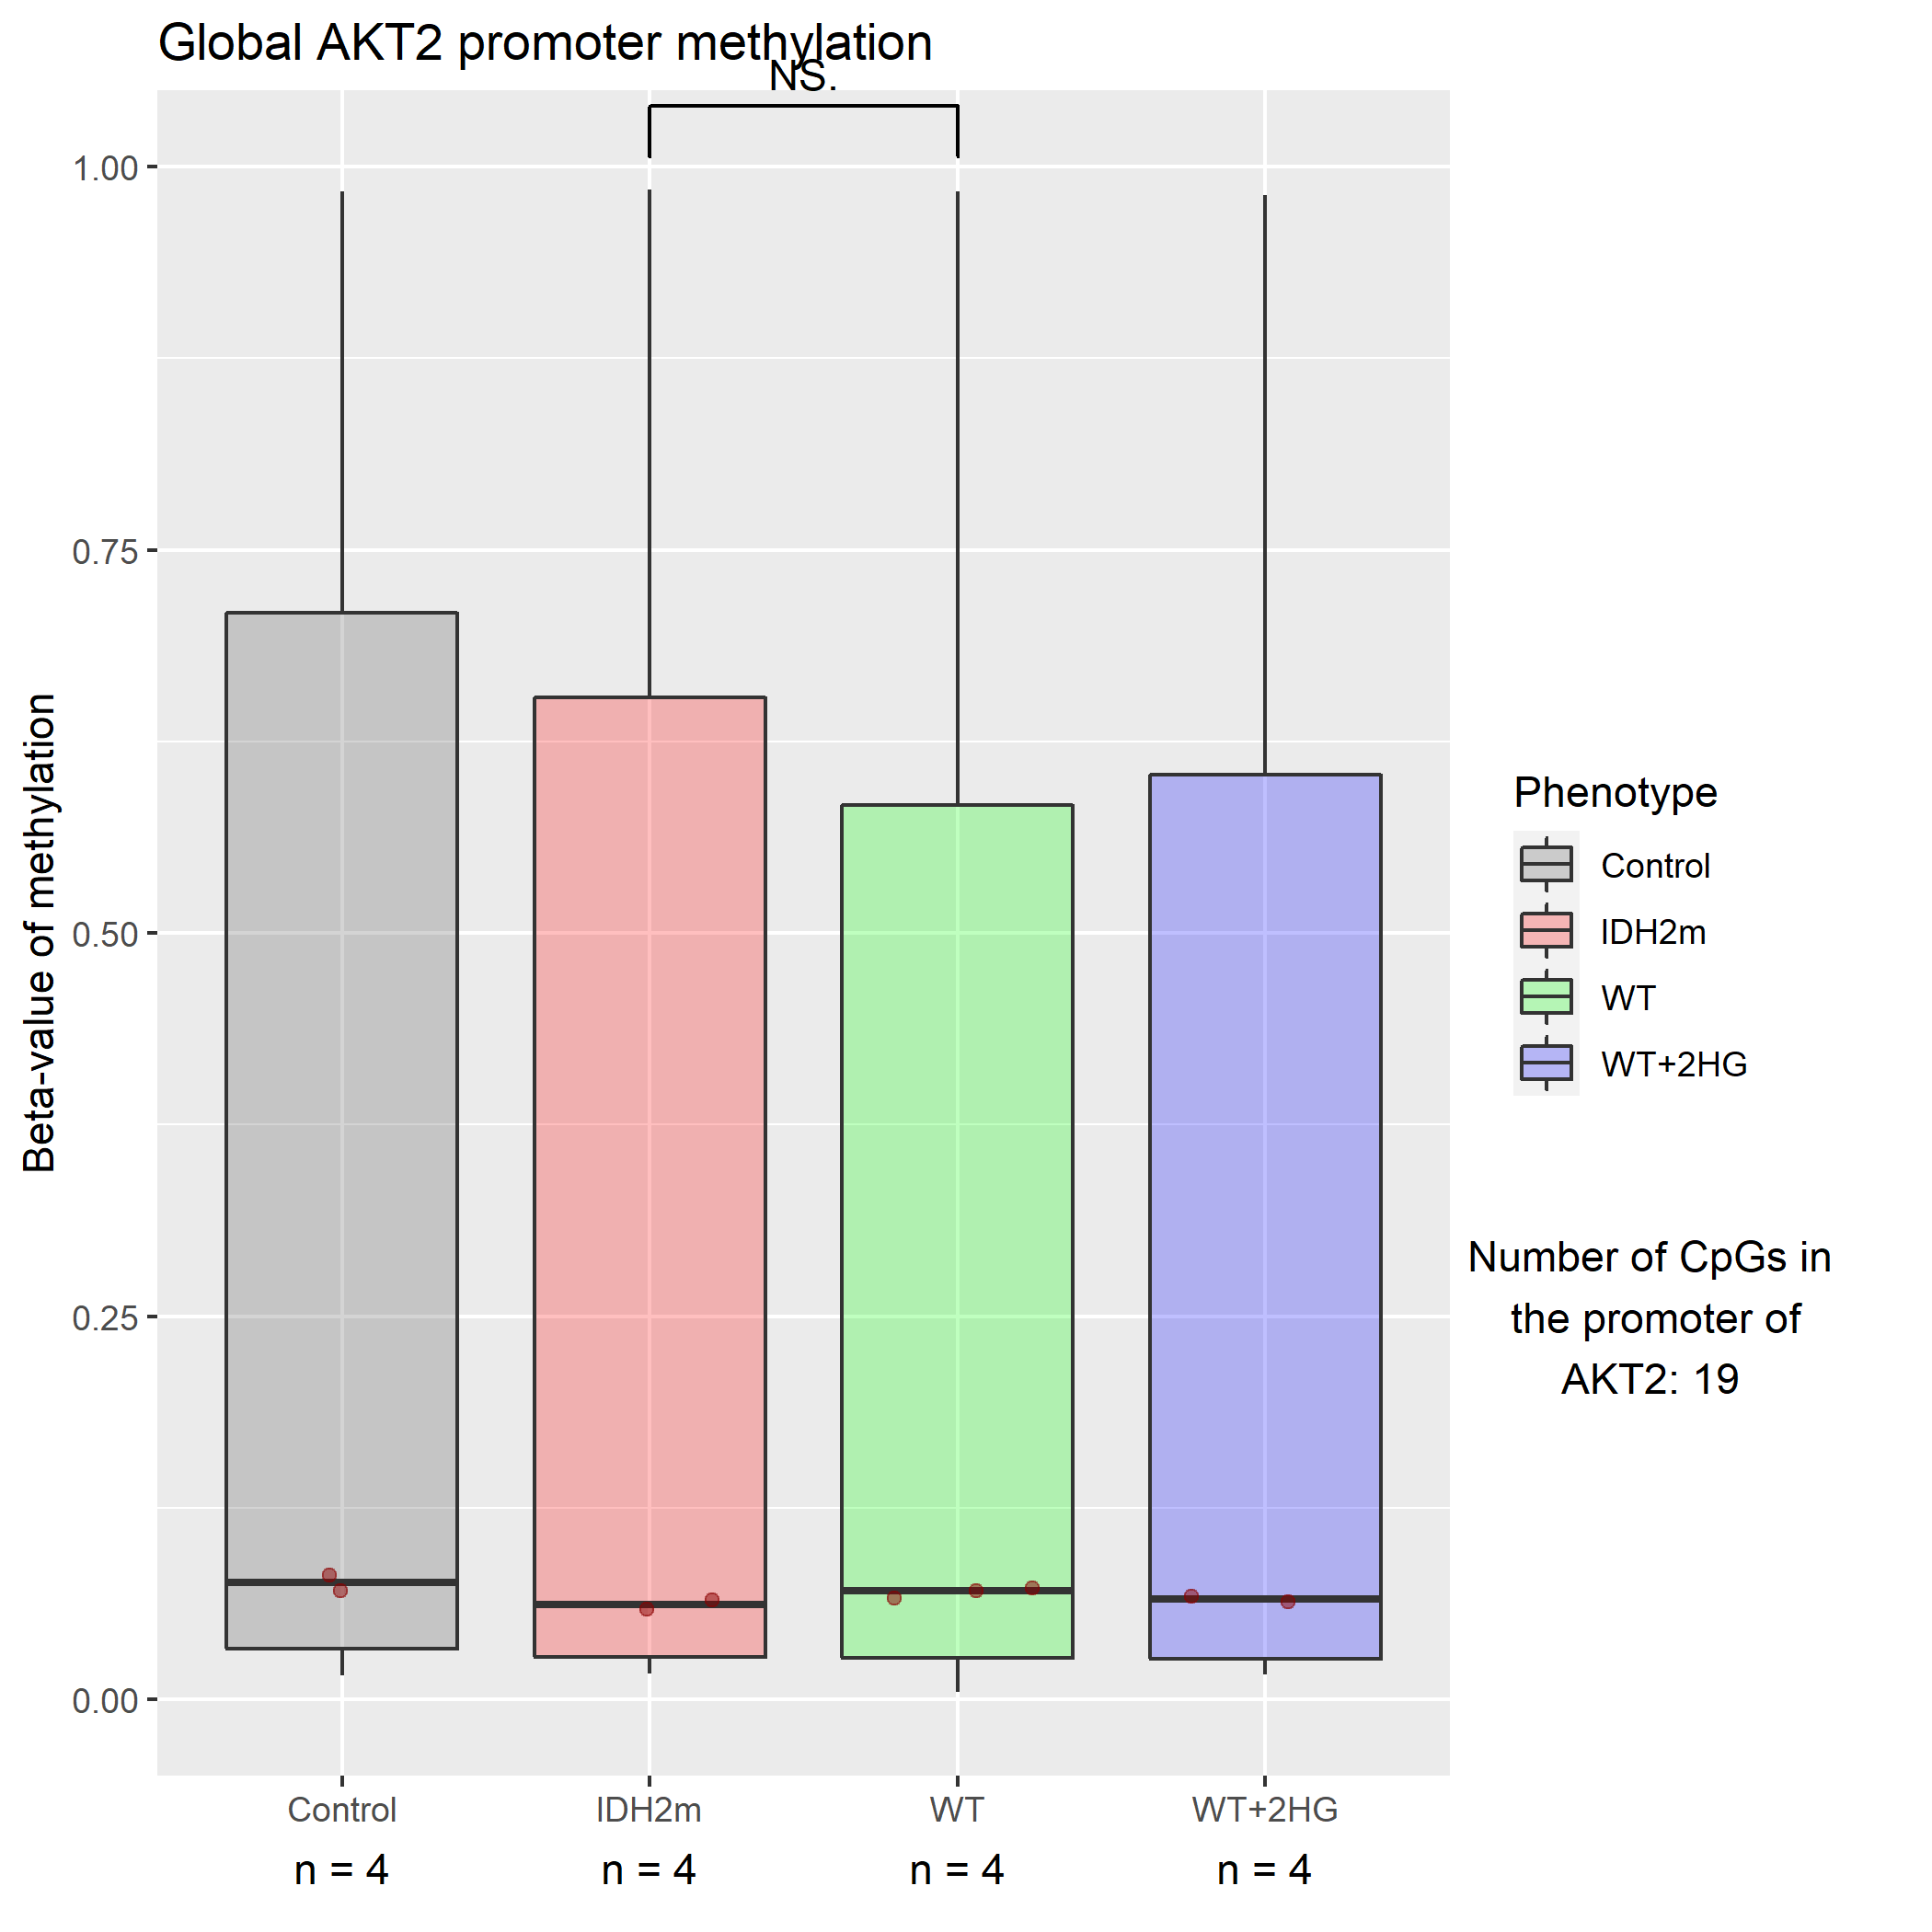 Global AKT2 promoter methylation
NS.
1.00
0.75
0.50
0.25
0.00
Beta-value of methylation
Control
IDH2m
WT
WT+2HG
n = 4
n = 4
n = 4
n = 4
Phenotype
Control
IDH2m
WT
WT+2HG
Number of CpGs in
the promoter of
AKT2: 19